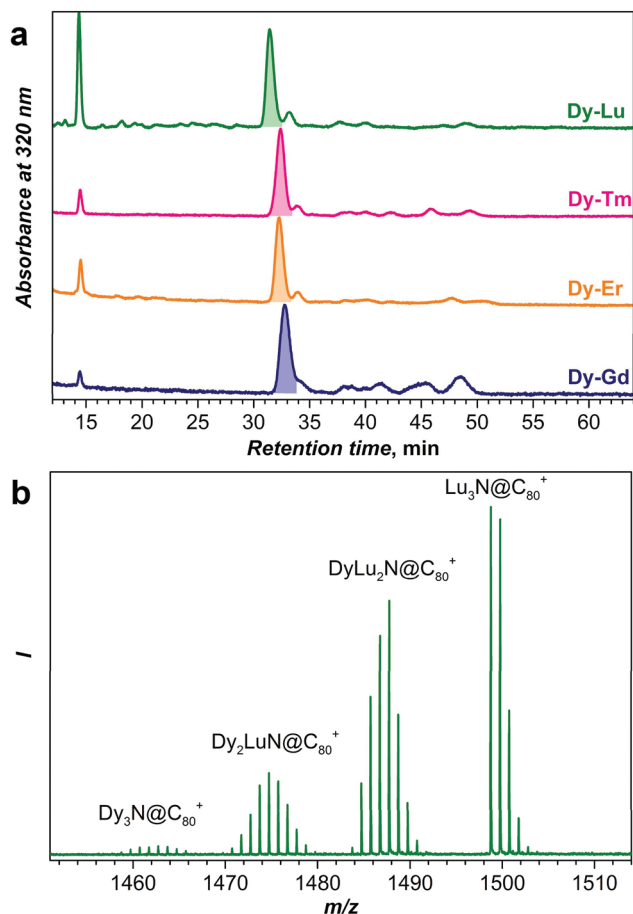 a
Absorbance at 320 nm
Dy-Lu
Dy-Tm
Dy-Er
Dy-Gd
15 20 25 30 35 40 45 50 55 60
Retention time, min
b
I
Lu₃N@C₈₀⁺
DyLu₂N@C₈₀⁺
Dy₂LuN@C₈₀⁺
Dy₃N@C₈₀⁺
1460 1470 1480 1490 1500 1510
m/z